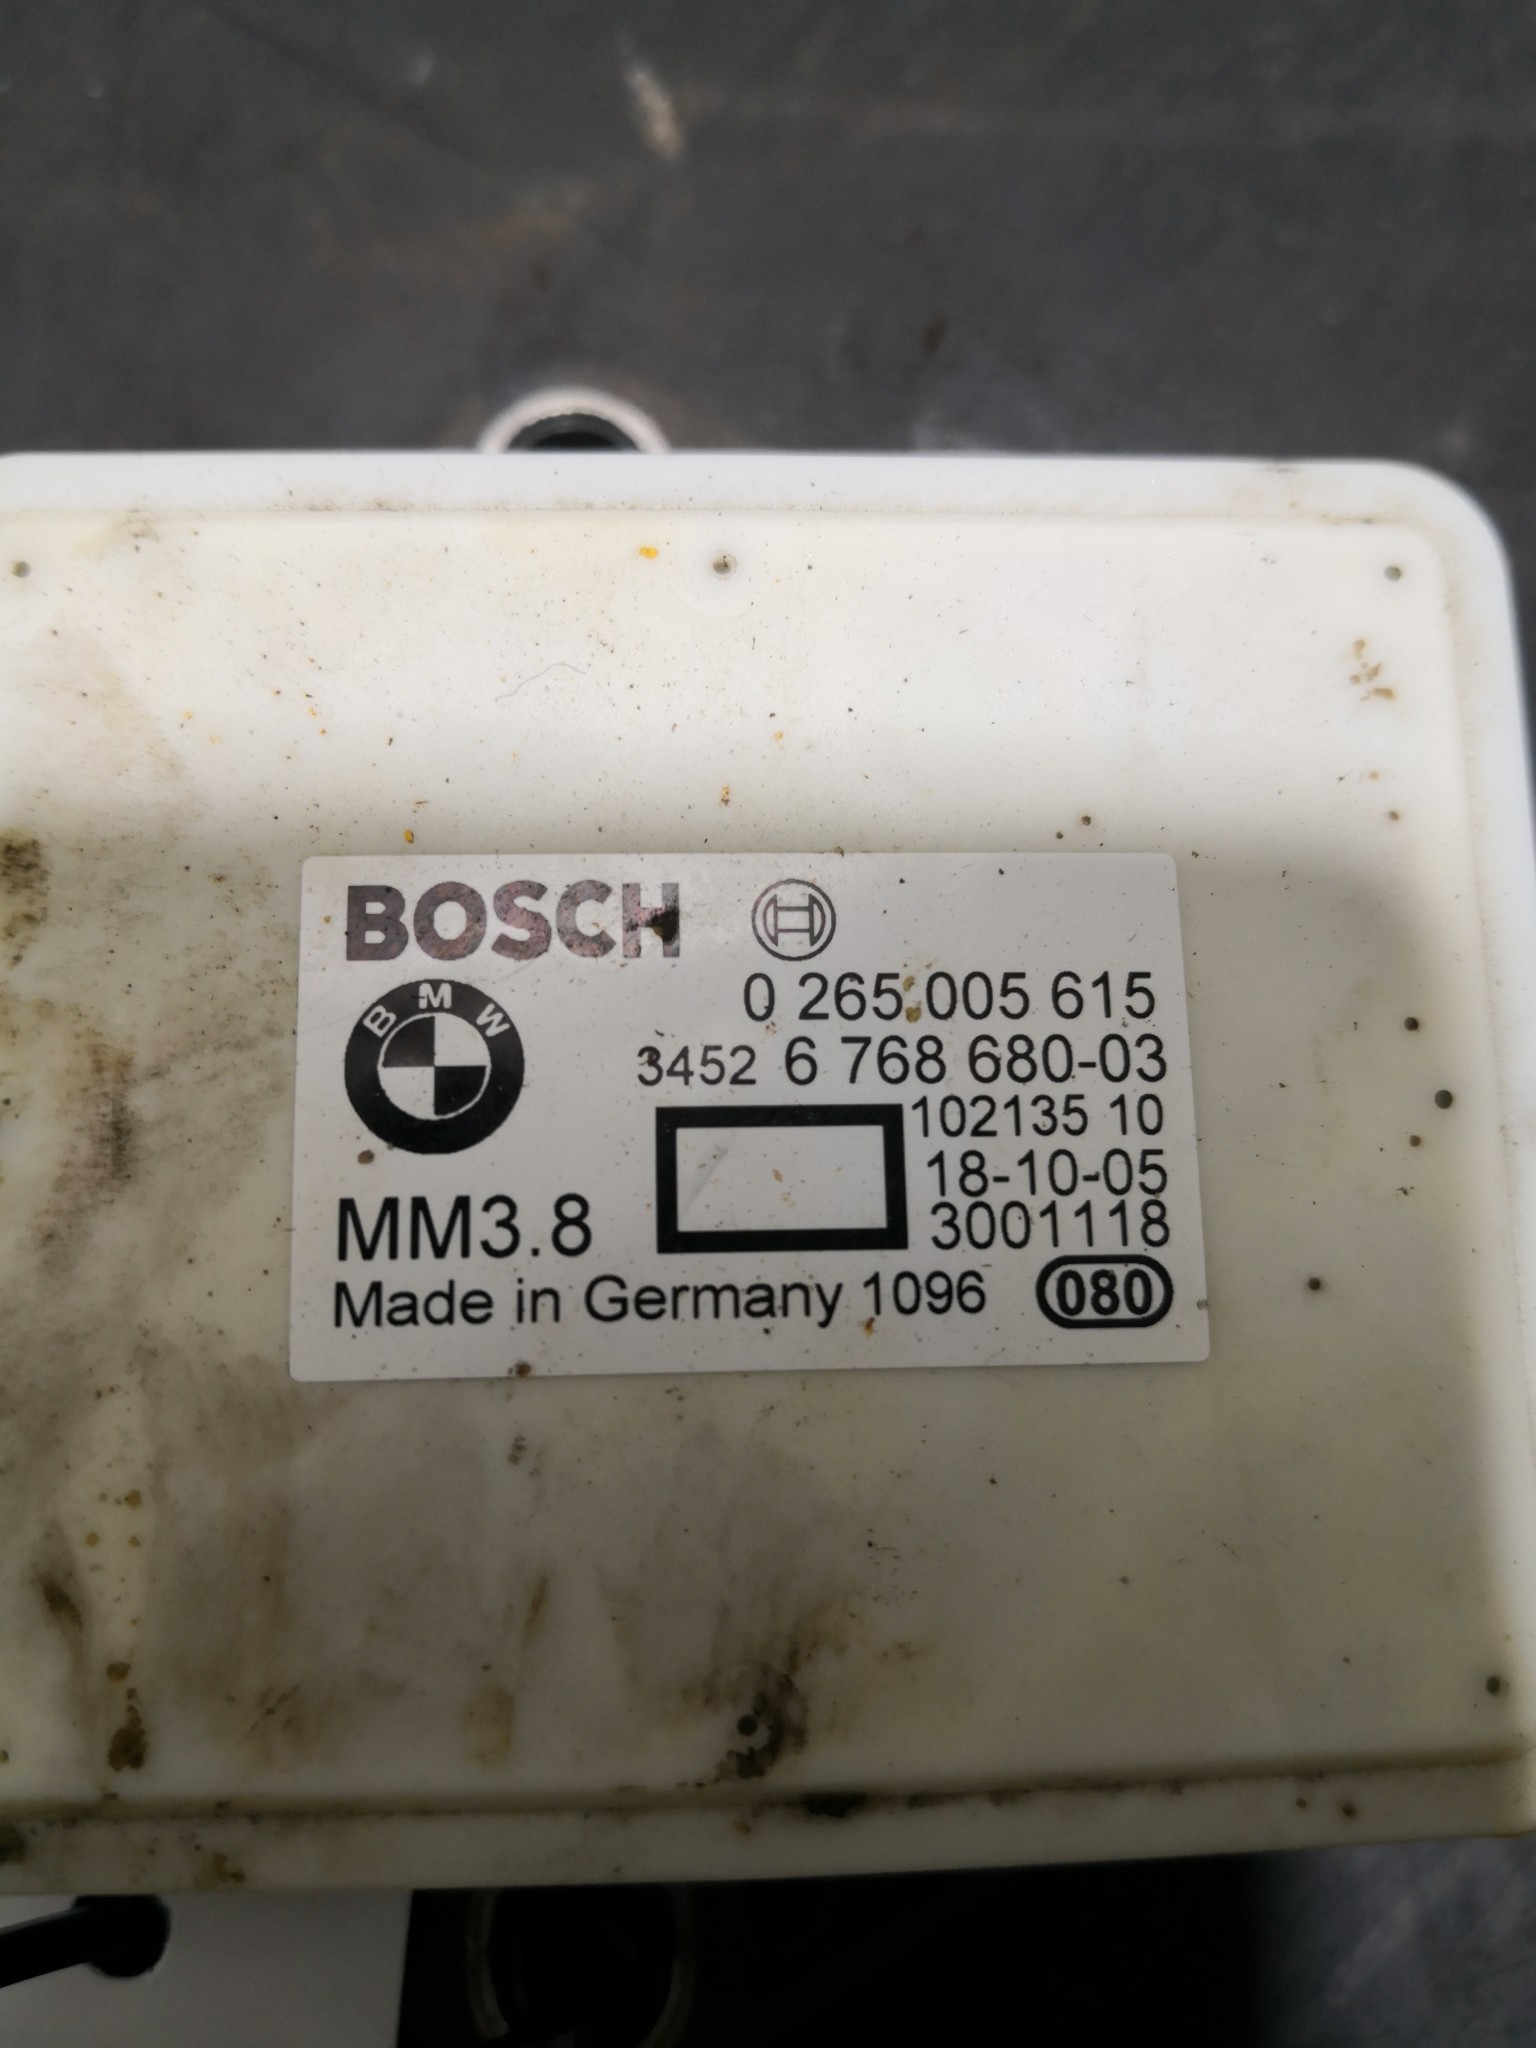 BOSCH
BMW
0 265 005 615
3452 6 768 680-03
102135 10
18-10-05
3001118
MM3.8
Made in Germany 1096 080